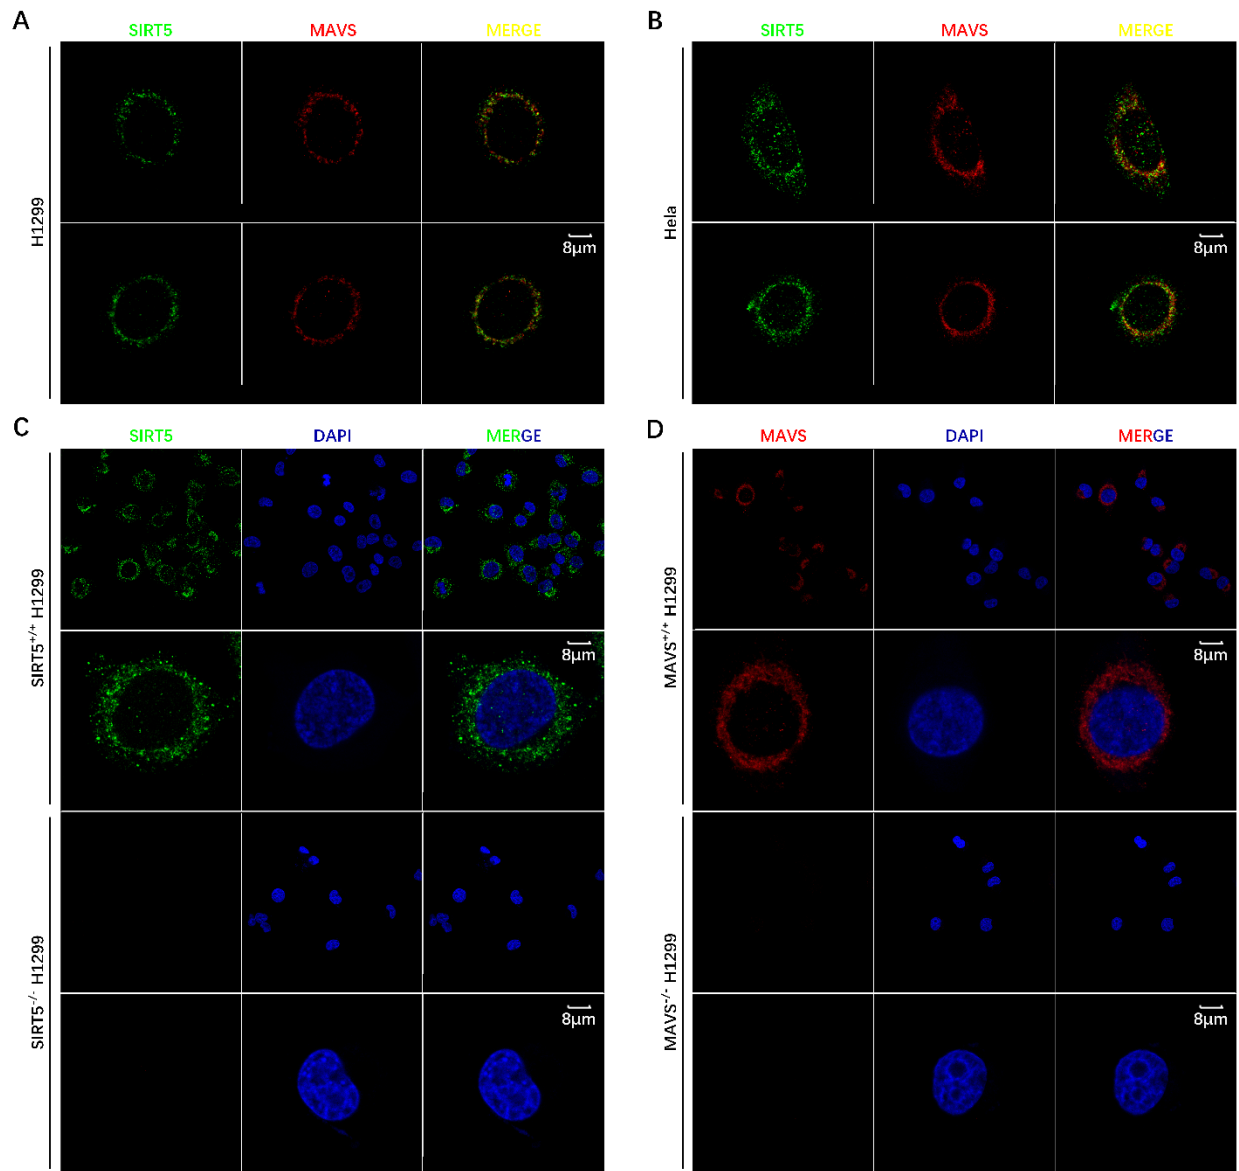 A
SIRT5 MAVS MERGE
H1299
8μm
B
SIRT5 MAVS MERGE
Hela
8μm
C
SIRT5 DAPI MERGE
SIRT5+/+ H1299
8μm
SIRT5-/- H1299
8μm
D
MAVS DAPI MERGE
MAVS+/+ H1299
8μm
MAVS-/- H1299
8μm